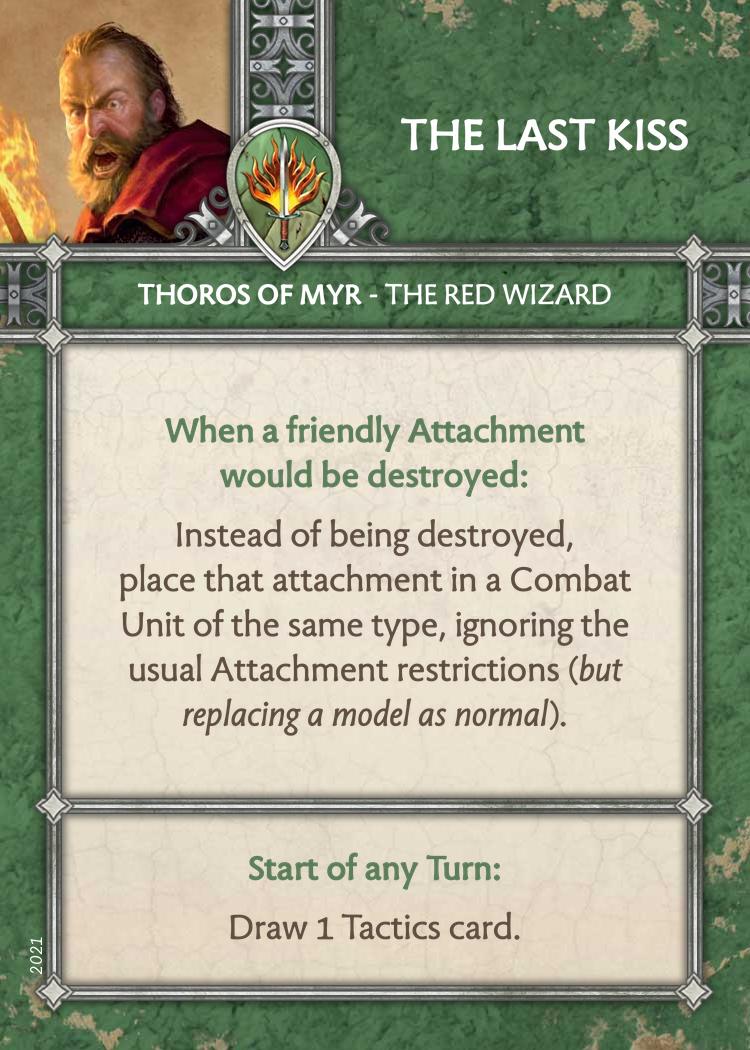 THE LAST KISS
THOROS OF MYR - THE RED WIZARD
When a friendly Attachment
would be destroyed:
Instead of being destroyed,
place that attachment in a Combat
Unit of the same type, ignoring the
usual Attachment restrictions (but
replacing a model as normal).
Start of any Turn:
Draw 1 Tactics card.
2021